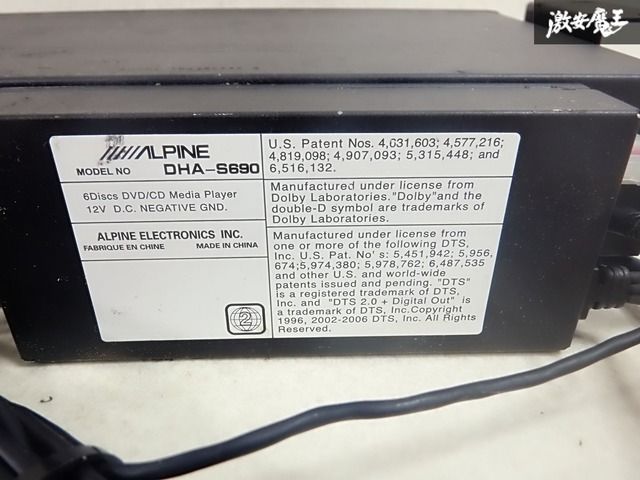 激安魔王
ALPINE
MODEL NO DHA-S690
6Discs DVD/CD Media Player
12V D.C. NEGATIVE GND.
ALPINE ELECTRONICS INC.
FABRIQUE EN CHINE MADE IN CHINA
2
U.S. Patent Nos. 4,631,603; 4,577,216;
4,819,098; 4,907,093; 5,315,448; and
6,516,132.
Manufactured under license from
Dolby Laboratories."Dolby"and the
double-D symbol are trademarks of
Dolby Laboratories.
Manufactured under license from
one or more of the following DTS,
Inc. U.S. Pat. No' s: 5,451,942; 5,956,
674;5,974,380; 5,978,762; 6,487,535
and other U.S. and world-wide
patents issued and pending. "DTS"
is a registered trademark of DTS,
Inc. and "DTS 2.0 + Digital Out" is
a trademark of DTS, Inc.Copyright
1996, 2002-2006 DTS, Inc. All Rights
Reserved.